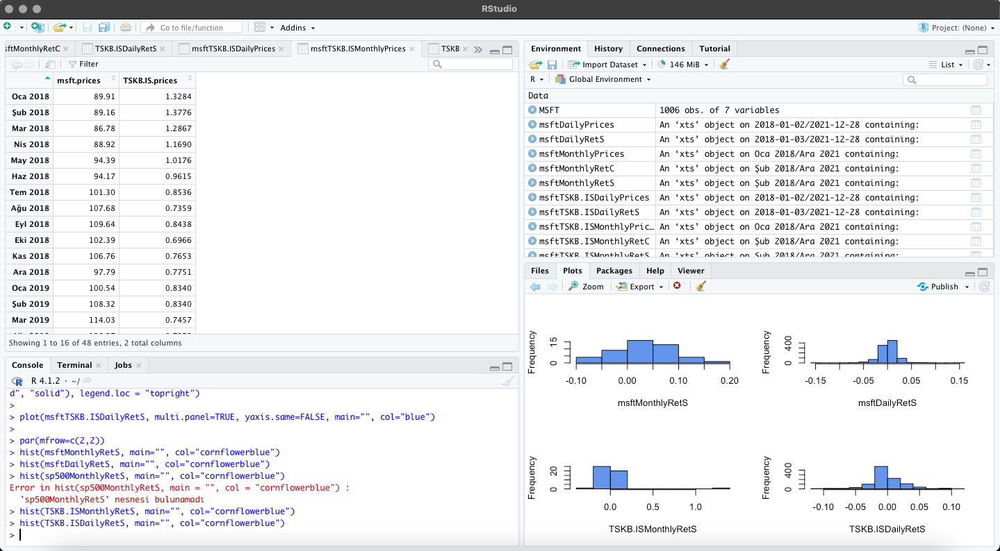 RStudio
Go to file/function
Addins
Project: (None)
sftMonthlyRetC
TSKB.ISDailyRetS
msftTSKB.ISDailyPrices
msftTSKB.ISMonthlyPrices
TSKB
Filter
msft.prices TSKB.IS.prices
Oca 2018 89.91 1.3284
Şub 2018 89.16 1.3776
Mar 2018 86.78 1.2867
Nis 2018 88.92 1.1690
May 2018 94.39 1.0176
Haz 2018 94.17 0.9615
Tem 2018 101.30 0.8536
Ağu 2018 107.68 0.7359
Eyl 2018 109.64 0.8438
Eki 2018 102.39 0.6966
Kas 2018 106.76 0.7653
Ara 2018 97.79 0.7751
Oca 2019 100.54 0.8340
Şub 2019 108.32 0.8340
Mar 2019 114.03 0.7457
Showing 1 to 16 of 48 entries, 2 total columns
Console Terminal Jobs
R 4.1.2 · ~/
d", "solid"), legend.loc = "topright")
>
> plot(msftTSKB.ISDailyRetS, multi.panel=TRUE, yaxis.same=FALSE, main="", col="blue")
>
> par(mfrow=c(2,2))
> hist(msftMonthlyRetS, main="", col="cornflowerblue")
> hist(msftDailyRetS, main="", col="cornflowerblue")
> hist(sp500MonthlyRetS, main="", col="cornflowerblue")
Error in hist(sp500MonthlyRetS, main = "", col = "cornflowerblue") :
'sp500MonthlyRetS' nesnesi bulunamadı
> hist(TSKB.ISMonthlyRetS, main="", col="cornflowerblue")
> hist(TSKB.ISDailyRetS, main="", col="cornflowerblue")
>
Environment History Connections Tutorial
Import Dataset 146 MiB List
R Global Environment
Data
MSFT 1006 obs. of 7 variables
msftDailyPrices An ‘xts’ object on 2018-01-02/2021-12-28 containing:
msftDailyRetS An ‘xts’ object on 2018-01-03/2021-12-28 containing:
msftMonthlyPrices An ‘xts’ object on Oca 2018/Ara 2021 containing:
msftMonthlyRetC An ‘xts’ object on Şub 2018/Ara 2021 containing:
msftMonthlyRetS An ‘xts’ object on Şub 2018/Ara 2021 containing:
msftTSKB.ISDailyPrices An ‘xts’ object on 2018-01-02/2021-12-28 containing:
msftTSKB.ISDailyRetS An ‘xts’ object on 2018-01-03/2021-12-28 containing:
msftTSKB.ISMonthlyPric… An ‘xts’ object on Oca 2018/Ara 2021 containing:
msftTSKB.ISMonthlyRetC An ‘xts’ object on Şub 2018/Ara 2021 containing:
msftTSKB.ISMonthlyRetS An ‘xts’ object on Şub 2018/Ara 2021 containing:
Files Plots Packages Help Viewer
Zoom Export Publish
Frequency
0 15
-0.10 0.00 0.10 0.20
msftMonthlyRetS
Frequency
0 400
-0.15 -0.05 0.05 0.15
msftDailyRetS
Frequency
0 20
0.0 0.5 1.0
TSKB.ISMonthlyRetS
Frequency
0 400
-0.10 -0.05 0.00 0.05 0.10
TSKB.ISDailyRetS